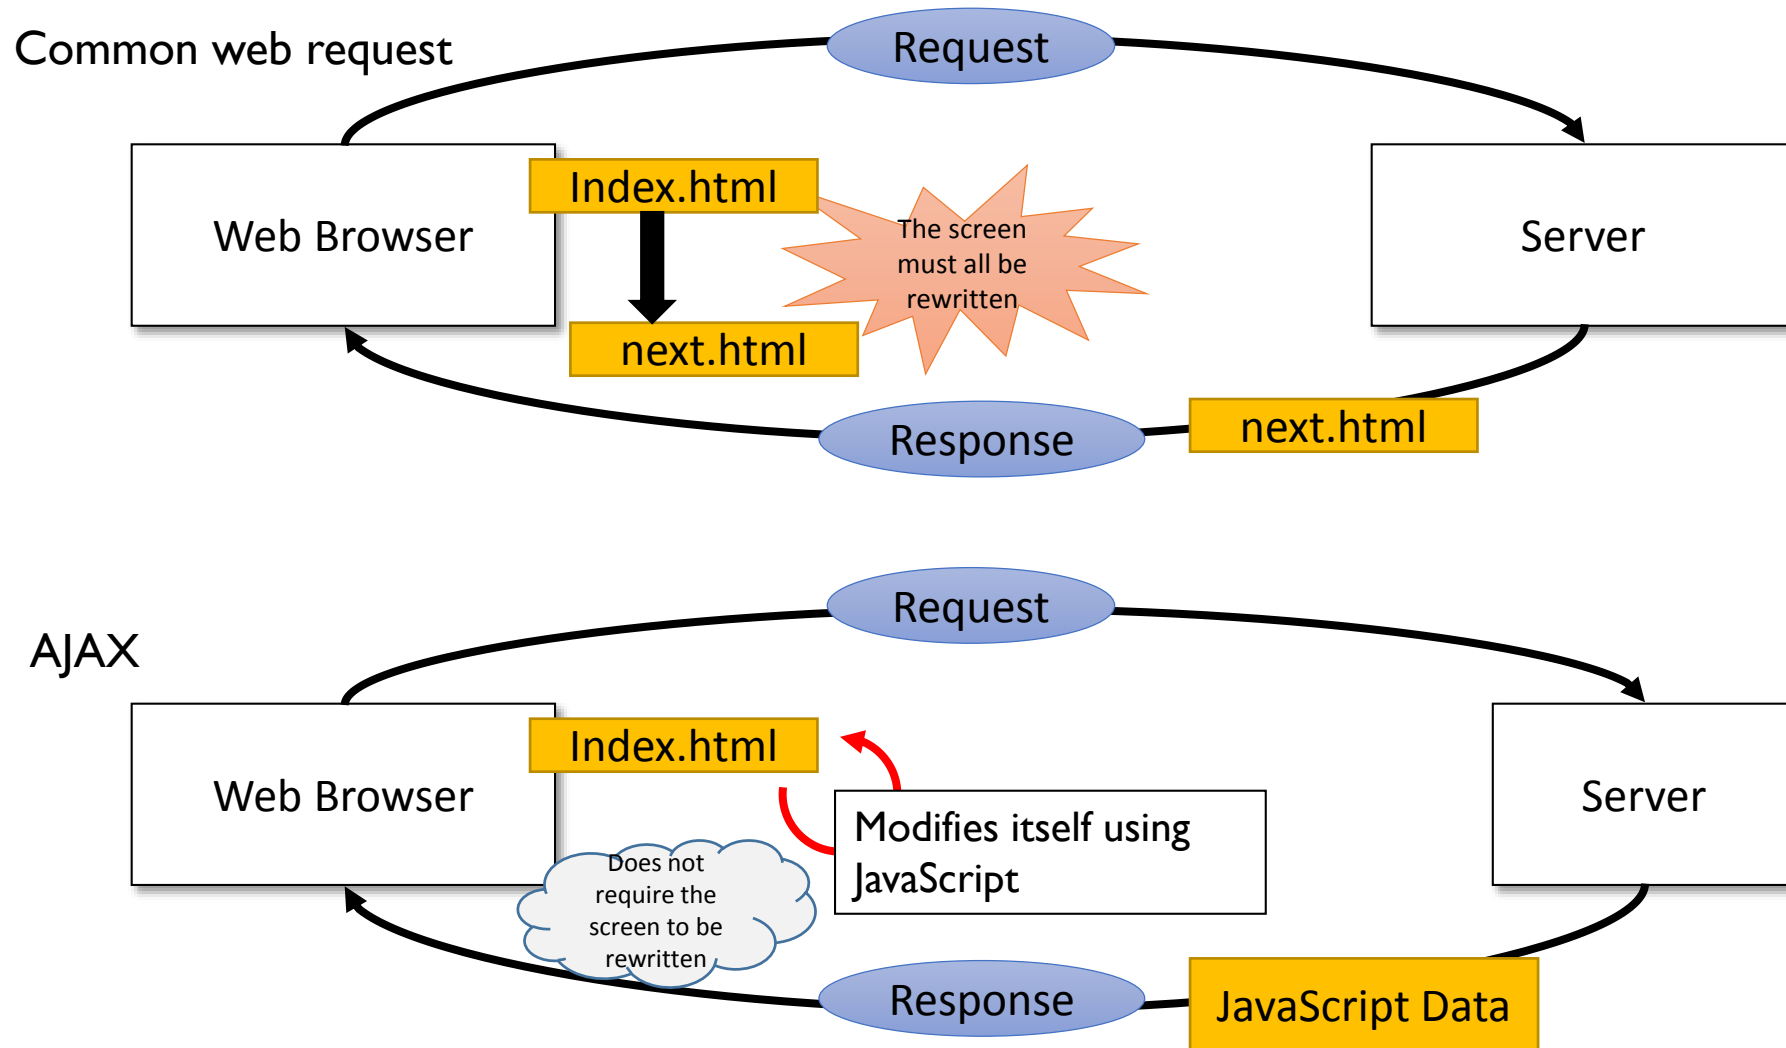 Common web request
Request
Index.html
Web Browser
The screen
must all be
rewritten
Server
next.html
Response
next.html
AJAX
Request
Index.html
Web Browser
Modifies itself using
JavaScript
Server
Does not
require the
screen to be
rewritten
Response
JavaScript Data